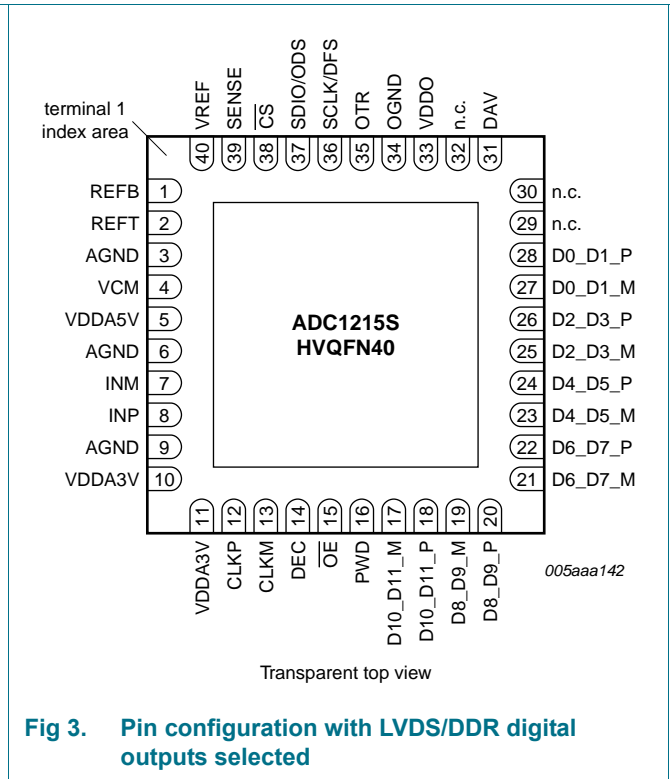 terminal 1
index area
VREF
SENSE
CS
SDIO/ODS
SCLK/DFS
OTR
OGND
VDDO
n.c.
DAV
40
39
38
37
36
35
34
33
32
31
REFB 1
REFT 2
AGND 3
VCM 4
VDDA5V 5
AGND 6
INM 7
INP 8
AGND 9
VDDA3V 10
ADC1215S
HVQFN40
30 n.c.
29 n.c.
28 D0_D1_P
27 D0_D1_M
26 D2_D3_P
25 D2_D3_M
24 D4_D5_P
23 D4_D5_M
22 D6_D7_P
21 D6_D7_M
11
12
13
14
15
16
17
18
19
20
VDDA3V
CLKP
CLKM
DEC
OE
PWD
D10_D11_M
D10_D11_P
D8_D9_M
D8_D9_P
005aaa142
Transparent top view
Fig 3. Pin configuration with LVDS/DDR digital
outputs selected